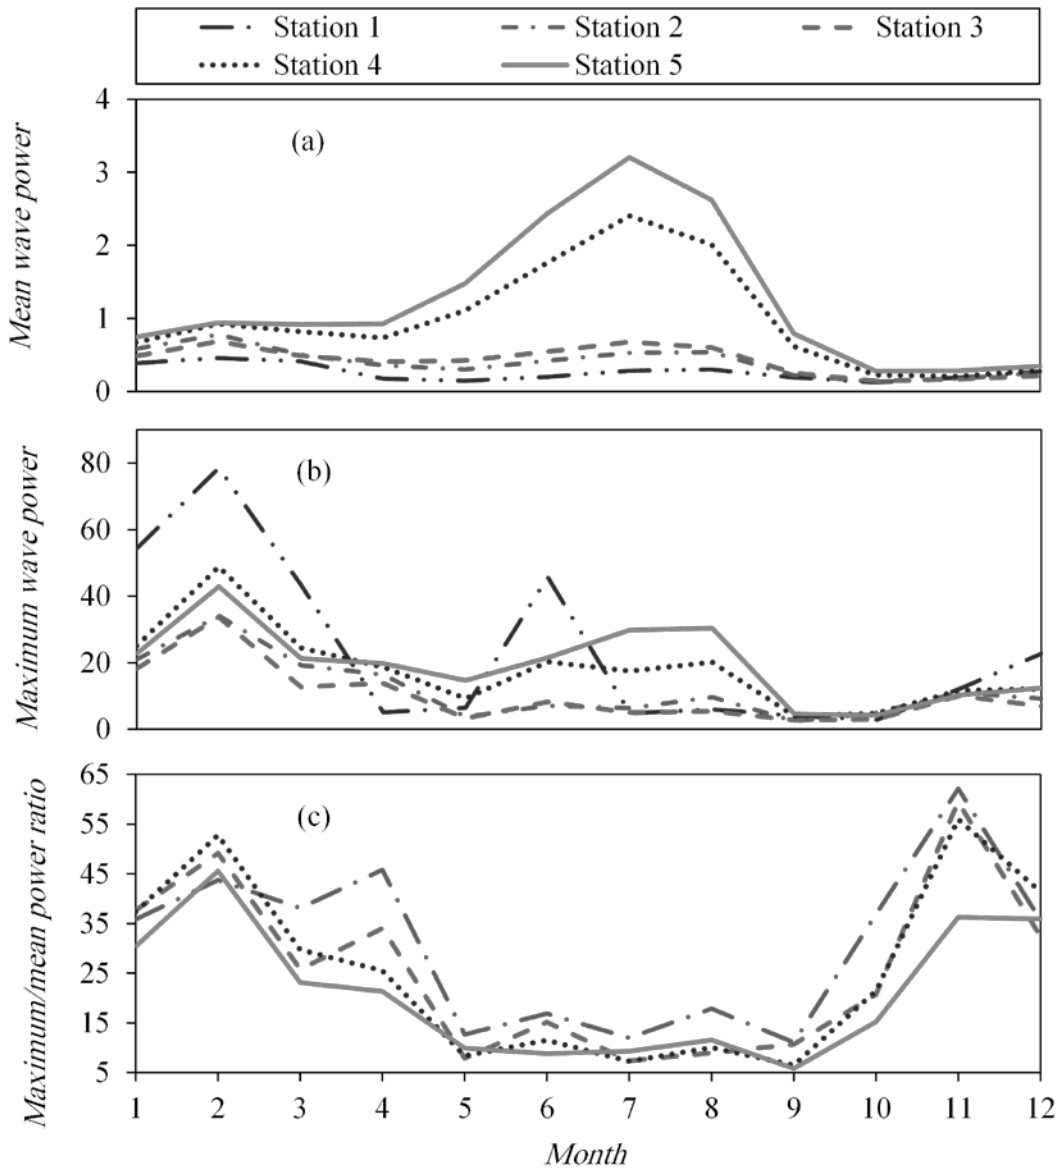 Station 1 Station 2 Station 3
Station 4 Station 5
Mean wave power
4
3
2
1
0
(a)
Maximum wave power
80
60
40
20
0
(b)
Maximum/mean power ratio
65
55
45
35
25
15
5
(c)
1 2 3 4 5 6 7 8 9 10 11 12
Month